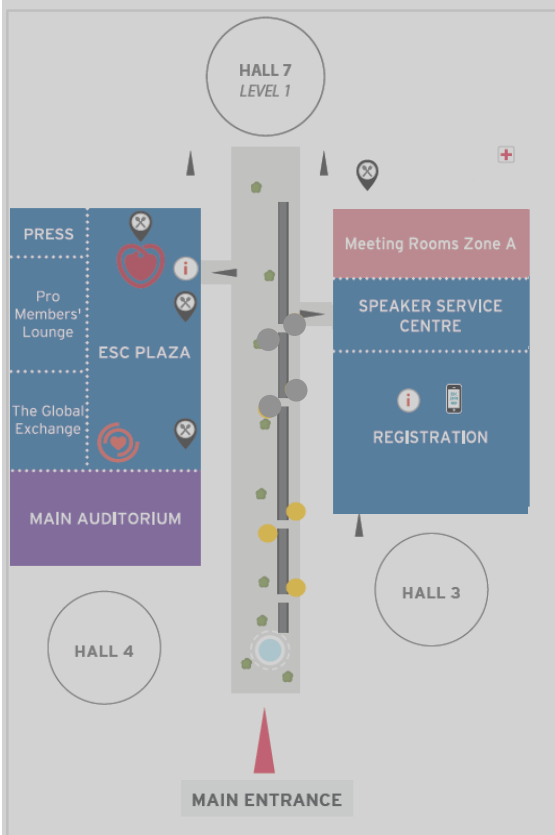 HALL 7
LEVEL 1
PRESS
Pro
Members'
Lounge
ESC PLAZA
The Global
Exchange
MAIN AUDITORIUM
HALL 4
i
Meeting Rooms Zone A
SPEAKER SERVICE
CENTRE
i
REGISTRATION
HALL 3
MAIN ENTRANCE